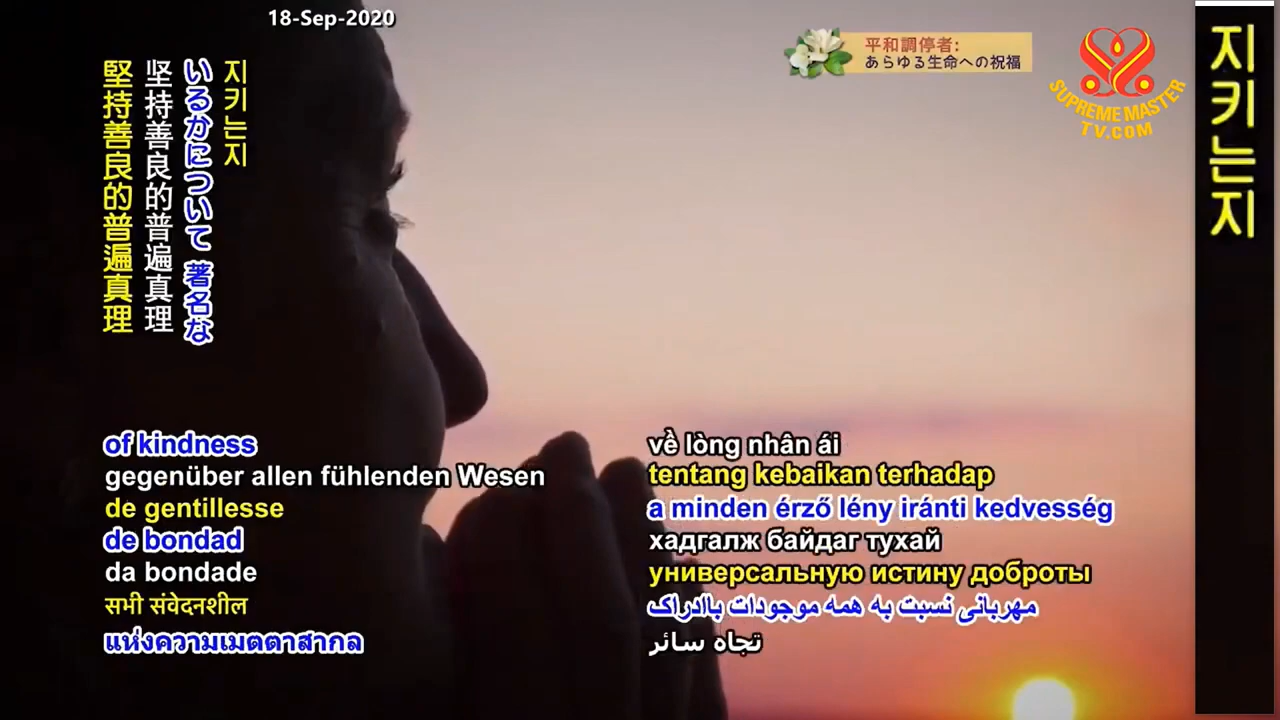 18-Sep-2020
平和調停者:
あらゆる生命への祝福
SUPREME MASTER
TV.COM
지키는지
지키는지
いるかについて 著名な
坚持善良的普遍真理
堅持善良的普遍真理
of kindness
gegenüber allen fühlenden Wesen
de gentillesse
de bondad
da bondade
सभी संवेदनशील
แห่งความเมตตาสากล
về lòng nhân ái
tentang kebaikan terhadap
a minden érző lény iránti kedvesség
хадгалж байдаг тухай
универсальную истину доброты
مهربانی نسبت به همه موجودات باادراک
تجاه سائر